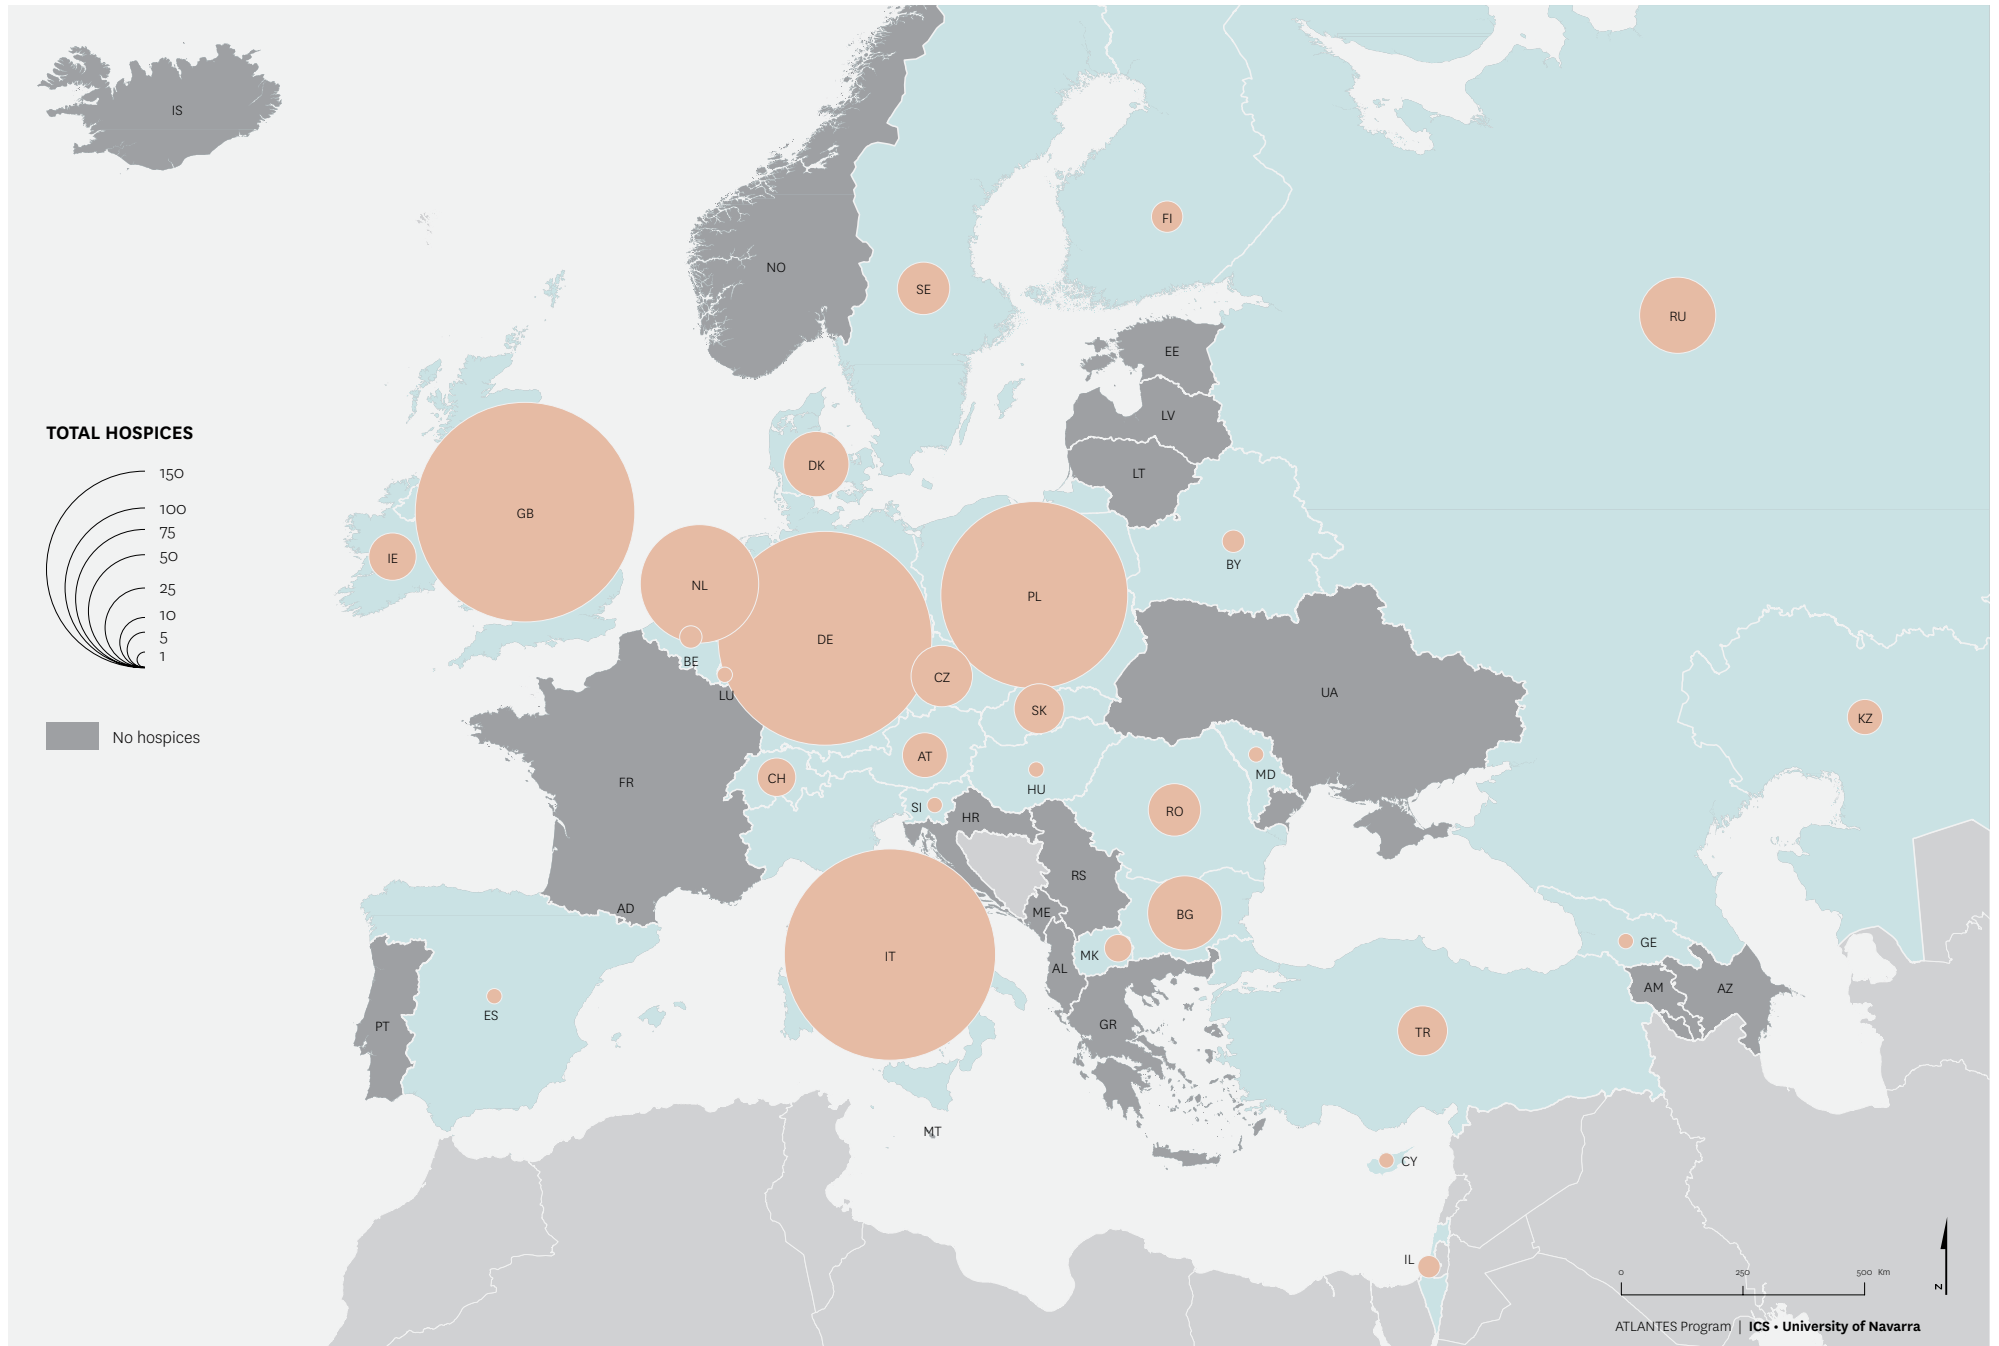 IS
NO
FI
SE
RU
EE
LV
LT
TOTAL HOSPICES
150
100
75
50
25
10
5
1
No hospices
DK
GB
IE
NL
DE
PL
BY
BE
LU
CZ
SK
UA
KZ
AT
CH
FR
HU
MD
SI
HR
RO
RS
AD
ME
BG
IT
MK
AL
GE
AM
AZ
ES
PT
GR
TR
MT
CY
IL
0 250 500 Km
N
ATLANTES Program | ICS • University of Navarra